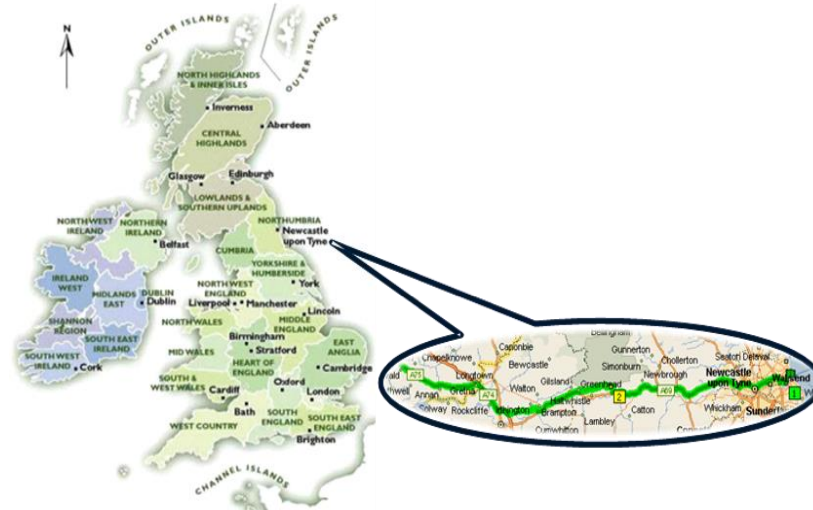 OUTER ISLANDS
OUTER ISLANDS
N
NORTH HIGHLANDS
& INNER ISLES
Inverness
Aberdeen
CENTRAL
HIGHLANDS
Glasgow
Edinburgh
LOWLANDS &
SOUTHERN UPLANDS
NORTHUMBRIA
Newcastle
upon Tyne
NORTHWEST
IRELAND
NORTHERN
IRELAND
Belfast
CUMBRIA
YORKSHIRE &
HUMBERSIDE
York
IRELAND
WEST
MIDLANDS
EAST
DUBLIN
Dublin
NORTHWEST
ENGLAND
Liverpool
Manchester
Lincoln
SHANNON
REGION
SOUTH EAST
IRELAND
SOUTH WEST
IRELAND
Cork
NORTH WALES
MIDDLE
ENGLAND
Birmingham
Stratford
EAST
ANGLIA
MID WALES
HEART OF
ENGLAND
Cambridge
SOUTH &
WEST WALES
Cardiff
Oxford
London
Bath
SOUTH
ENGLAND
SOUTH EAST
ENGLAND
WEST COUNTRY
Brighton
CHANNEL ISLANDS
Bellingham
Canonbie
Chapelknowe
Bewcastle
Gunnerton
Chollerton
Seaton Delaval
Longtown
Simonburn
Newbrough
Newcastle
upon Tyne
Wallsend
A75
Gretna
A74
Walton
Gilsland
Greenhead
A69
Annan
Haltwhistle
2
1
Solway
Rockcliffe
Irthington
Brampton
Catton
Whickham
Sunderl
Lambley
Cumwhitton